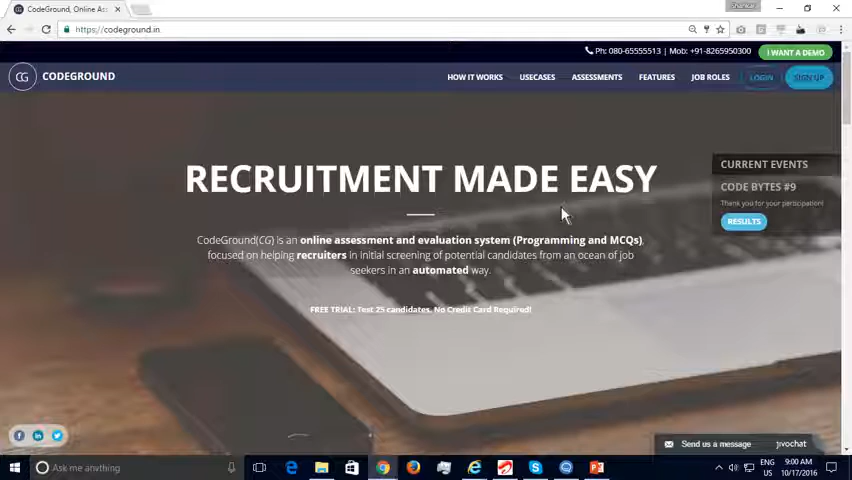 CodeGround, Online As
Shankar
https://codeground.in
Ph: 080-65555513 | Mob: +91-8265950300
I WANT A DEMO
CG CODEGROUND
HOW IT WORKS USECASES ASSESSMENTS FEATURES JOB ROLES LOGIN SIGN UP
RECRUITMENT MADE EASY
CodeGround(CG) is an online assessment and evaluation system (Programming and MCQs),
focused on helping recruiters in initial screening of potential candidates from an ocean of job
seekers in an automated way.
FREE TRIAL: Test 25 candidates, No Credit Card Required!
CURRENT EVENTS
CODE BYTES #9
Thank you for your participation!
RESULTS
Send us a message jivochat
Ask me anything
ENG
US
9:00 AM
10/17/2016